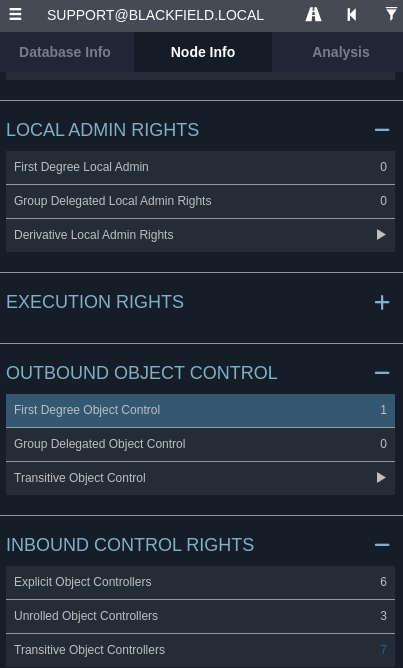 SUPPORT@BLACKFIELD.LOCAL
Database Info Node Info Analysis
LOCAL ADMIN RIGHTS
First Degree Local Admin 0
Group Delegated Local Admin Rights 0
Derivative Local Admin Rights
EXECUTION RIGHTS
OUTBOUND OBJECT CONTROL
First Degree Object Control 1
Group Delegated Object Control 0
Transitive Object Control
INBOUND CONTROL RIGHTS
Explicit Object Controllers 6
Unrolled Object Controllers 3
Transitive Object Controllers 7